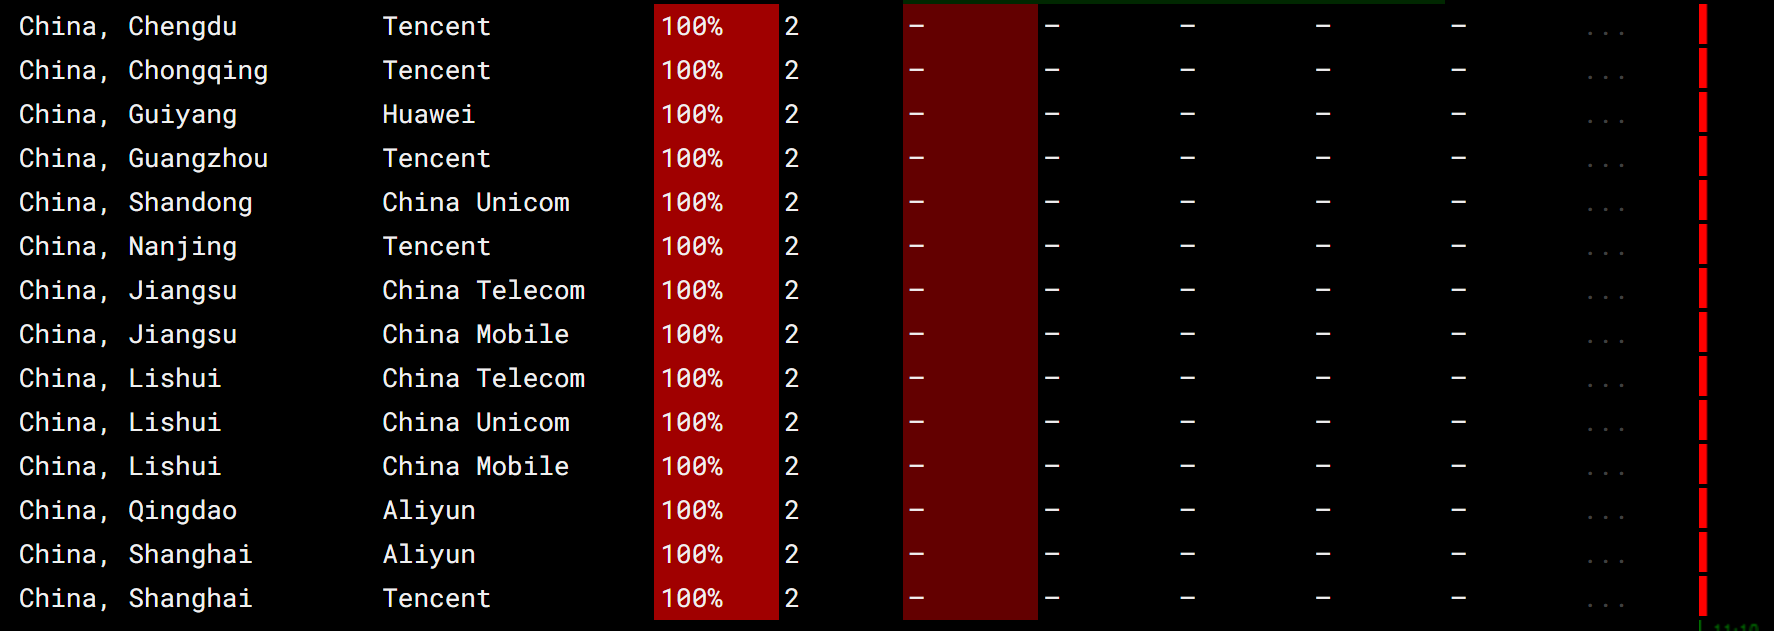 China, Chengdu Tencent 100% 2 – – – – – ...
China, Chongqing Tencent 100% 2 – – – – – ...
China, Guiyang Huawei 100% 2 – – – – – ...
China, Guangzhou Tencent 100% 2 – – – – – ...
China, Shandong China Unicom 100% 2 – – – – – ...
China, Nanjing Tencent 100% 2 – – – – – ...
China, Jiangsu China Telecom 100% 2 – – – – – ...
China, Jiangsu China Mobile 100% 2 – – – – – ...
China, Lishui China Telecom 100% 2 – – – – – ...
China, Lishui China Unicom 100% 2 – – – – – ...
China, Lishui China Mobile 100% 2 – – – – – ...
China, Qingdao Aliyun 100% 2 – – – – – ...
China, Shanghai Aliyun 100% 2 – – – – – ...
China, Shanghai Tencent 100% 2 – – – – – ...